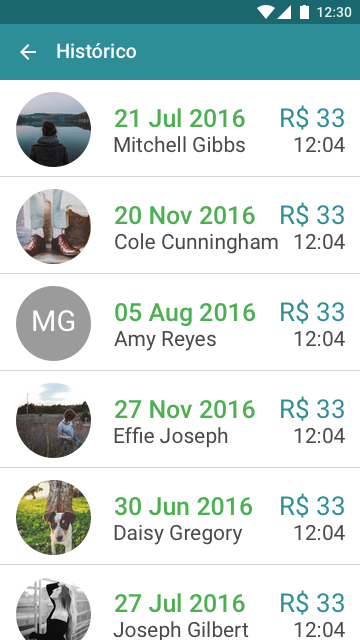 12:30
Histórico
21 Jul 2016 R$ 33
Mitchell Gibbs 12:04
20 Nov 2016 R$ 33
Cole Cunningham 12:04
MG
05 Aug 2016 R$ 33
Amy Reyes 12:04
27 Nov 2016 R$ 33
Effie Joseph 12:04
30 Jun 2016 R$ 33
Daisy Gregory 12:04
27 Jul 2016 R$ 33
Joseph Gilbert 12:04